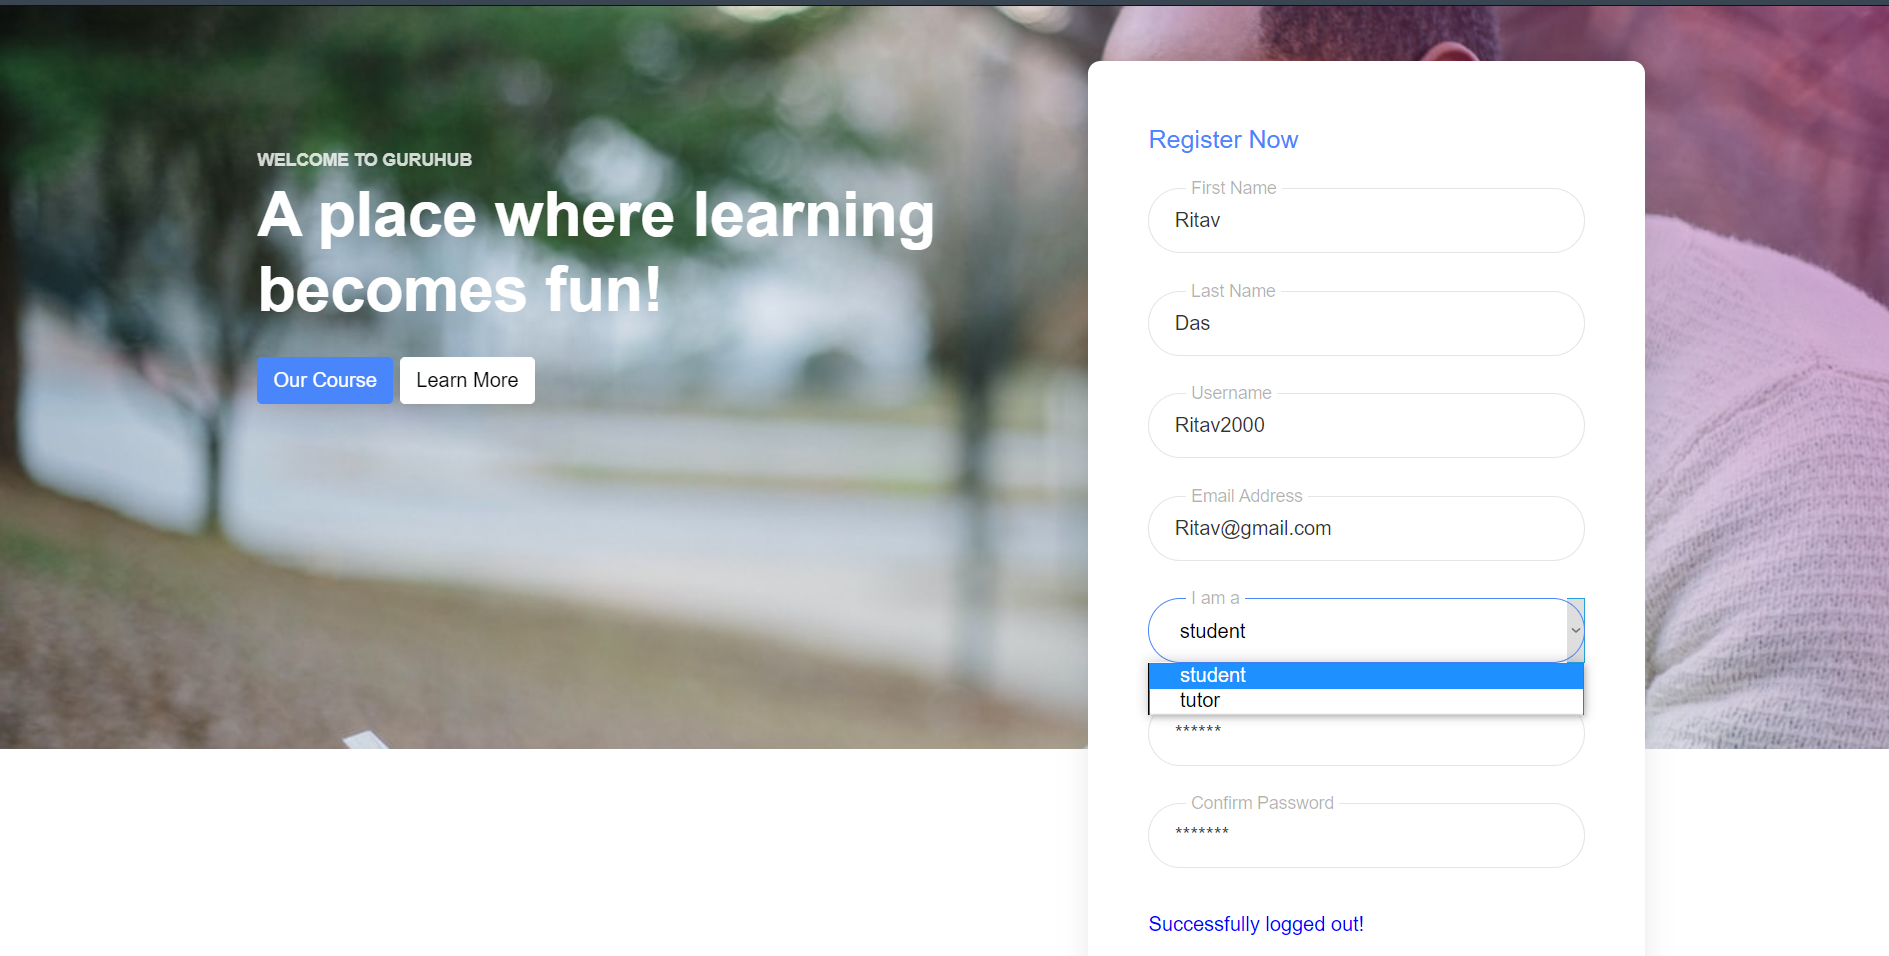 WELCOME TO GURUHUB
A place where learning
becomes fun!
Our Course
Learn More
Register Now
First Name
Ritav
Last Name
Das
Username
Ritav2000
Email Address
Ritav@gmail.com
I am a
student
student
tutor
******
Confirm Password
*******
Successfully logged out!